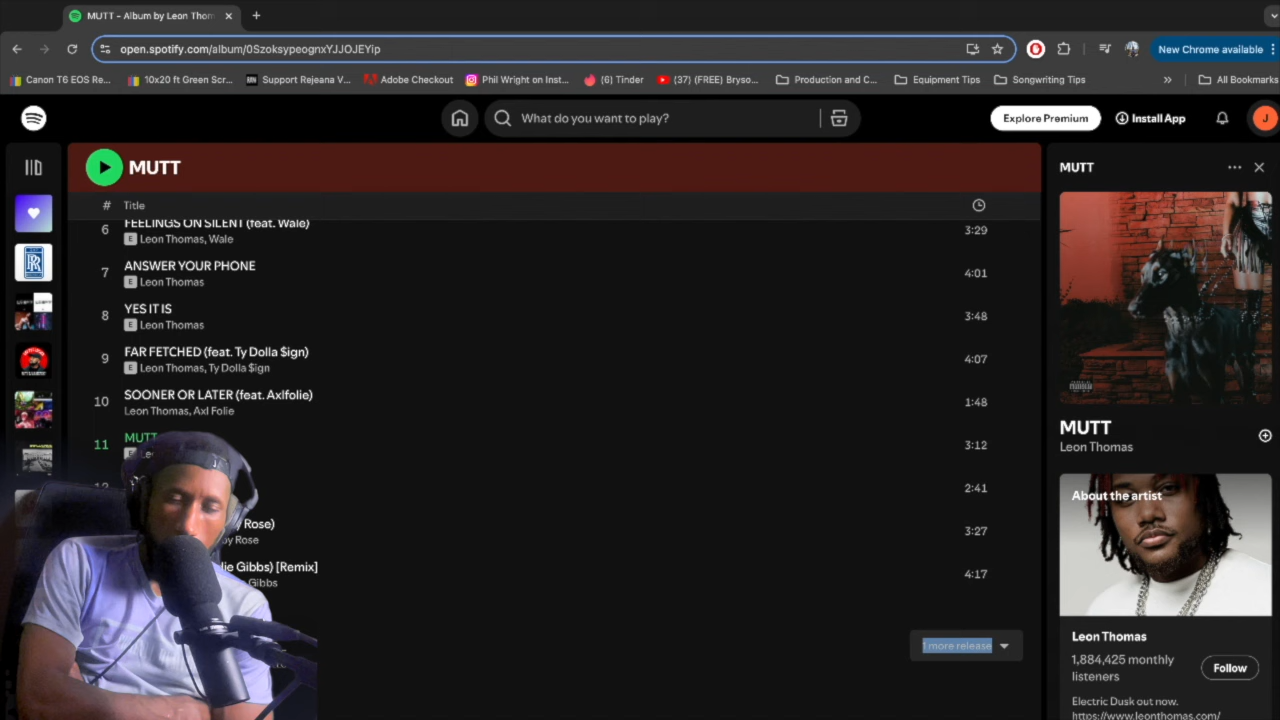 MUTT - Album by Leon Thom
open.spotify.com/album/0SzoksypeognxYJJOJEYip
New Chrome available
Canon T6 EOS Re...
10x20 ft Green Scr...
Support Rejeana V...
Adobe Checkout
Phil Wright on Inst...
(6) Tinder
(37) (FREE) Bryso...
Production and C...
Equipment Tips
Songwriting Tips
All Bookmarks
What do you want to play?
Explore Premium
Install App
J
MUTT
# Title
6 FEELINGS ON SILENT (feat. Wale) 3:29
E Leon Thomas, Wale
7 ANSWER YOUR PHONE 4:01
E Leon Thomas
8 YES IT IS 3:48
E Leon Thomas
9 FAR FETCHED (feat. Ty Dolla $ign) 4:07
E Leon Thomas, Ty Dolla $ign
10 SOONER OR LATER (feat. Axlfolie) 1:48
Leon Thomas, Axl Folie
11 MUTT 3:12
E Le
2:41
Rose) 3:27
by Rose
die Gibbs) [Remix] 4:17
Gibbs
1 more release
MUTT
MUTT
Leon Thomas
About the artist
Leon Thomas
1,884,425 monthly
listeners
Follow
Electric Dusk out now.
https://www.leonthomas.com/